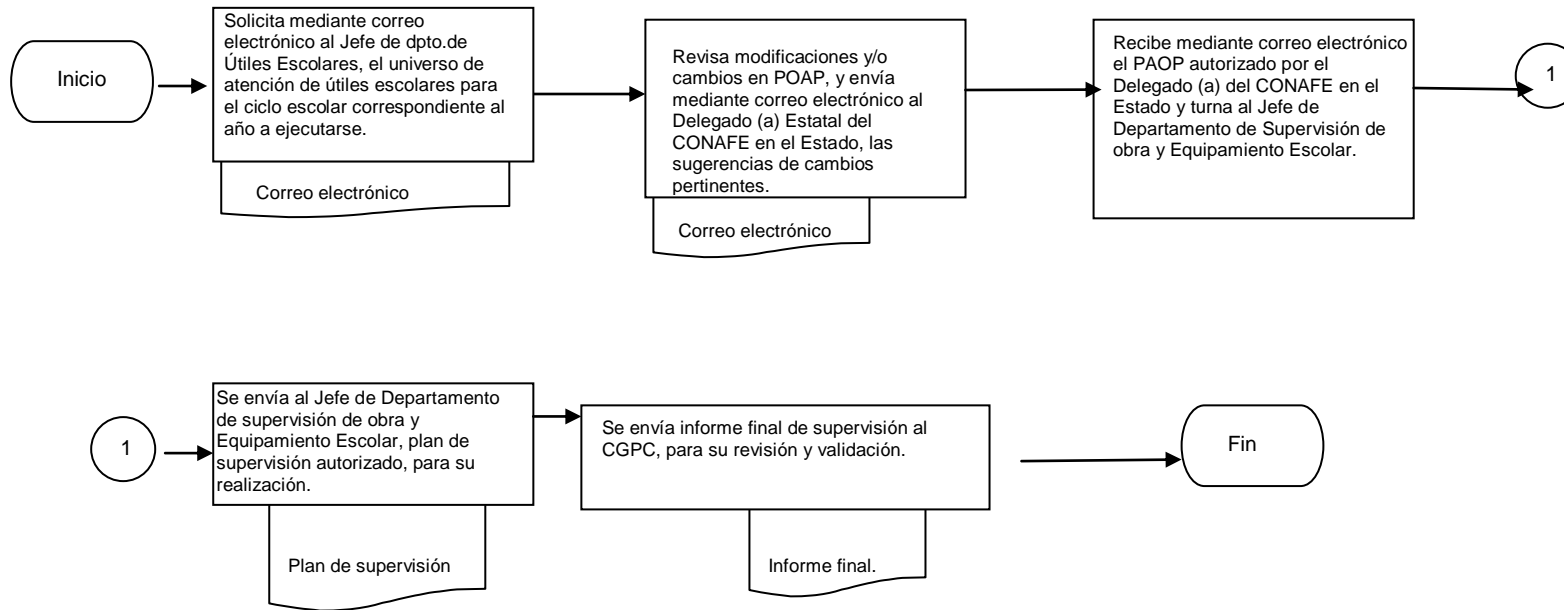 Inicio
Solicita mediante correo
electrónico al Jefe de dpto.de
Útiles Escolares, el universo de
atención de útiles escolares para
el ciclo escolar correspondiente al
año a ejecutarse.
Correo electrónico
Revisa modificaciones y/o
cambios en POAP, y envía
mediante correo electrónico al
Delegado (a) Estatal del
CONAFE en el Estado, las
sugerencias de cambios
pertinentes.
Correo electrónico
Recibe mediante correo electrónico
el PAOP autorizado por el
Delegado (a) del CONAFE en el
Estado y turna al Jefe de
Departamento de Supervisión de
obra y Equipamiento Escolar.
1
1
Se envía al Jefe de Departamento
de supervisión de obra y
Equipamiento Escolar, plan de
supervisión autorizado, para su
realización.
Plan de supervisión
Se envía informe final de supervisión al
CGPC, para su revisión y validación.
Informe final.
Fin